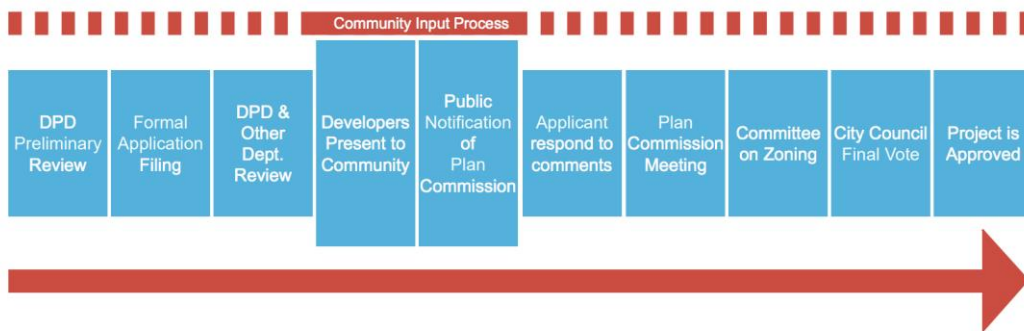 Community Input Process
DPD
Preliminary
Review
Formal
Application
Filing
DPD &
Other
Dept.
Review
Developers
Present to
Community
Public
Notification
of
Plan
Commission
Applicant
respond to
comments
Plan
Commission
Meeting
Committee
on Zoning
City Council
Final Vote
Project is
Approved